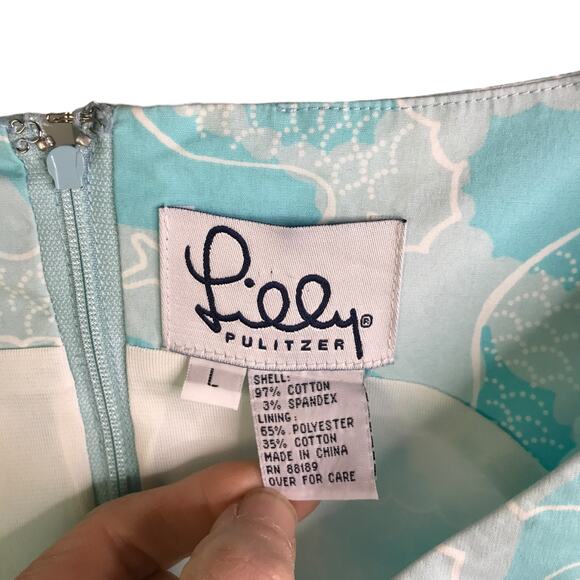 Lilly®
PULITZER
L
SHELL:
97% COTTON
3% SPANDEX
LINING:
65% POLYESTER
35% COTTON
MADE IN CHINA
RN 88189
OVER FOR CARE